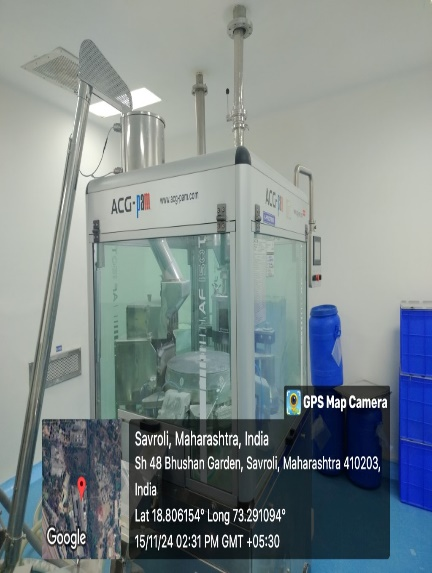 ACG-pam www.acg-pam.com
ACG-pam
GPS Map Camera
Savroli, Maharashtra, India
Sh 48 Bhushan Garden, Savroli, Maharashtra 410203,
India
Lat 18.806154° Long 73.291094°
15/11/24 02:31 PM GMT +05:30
Google